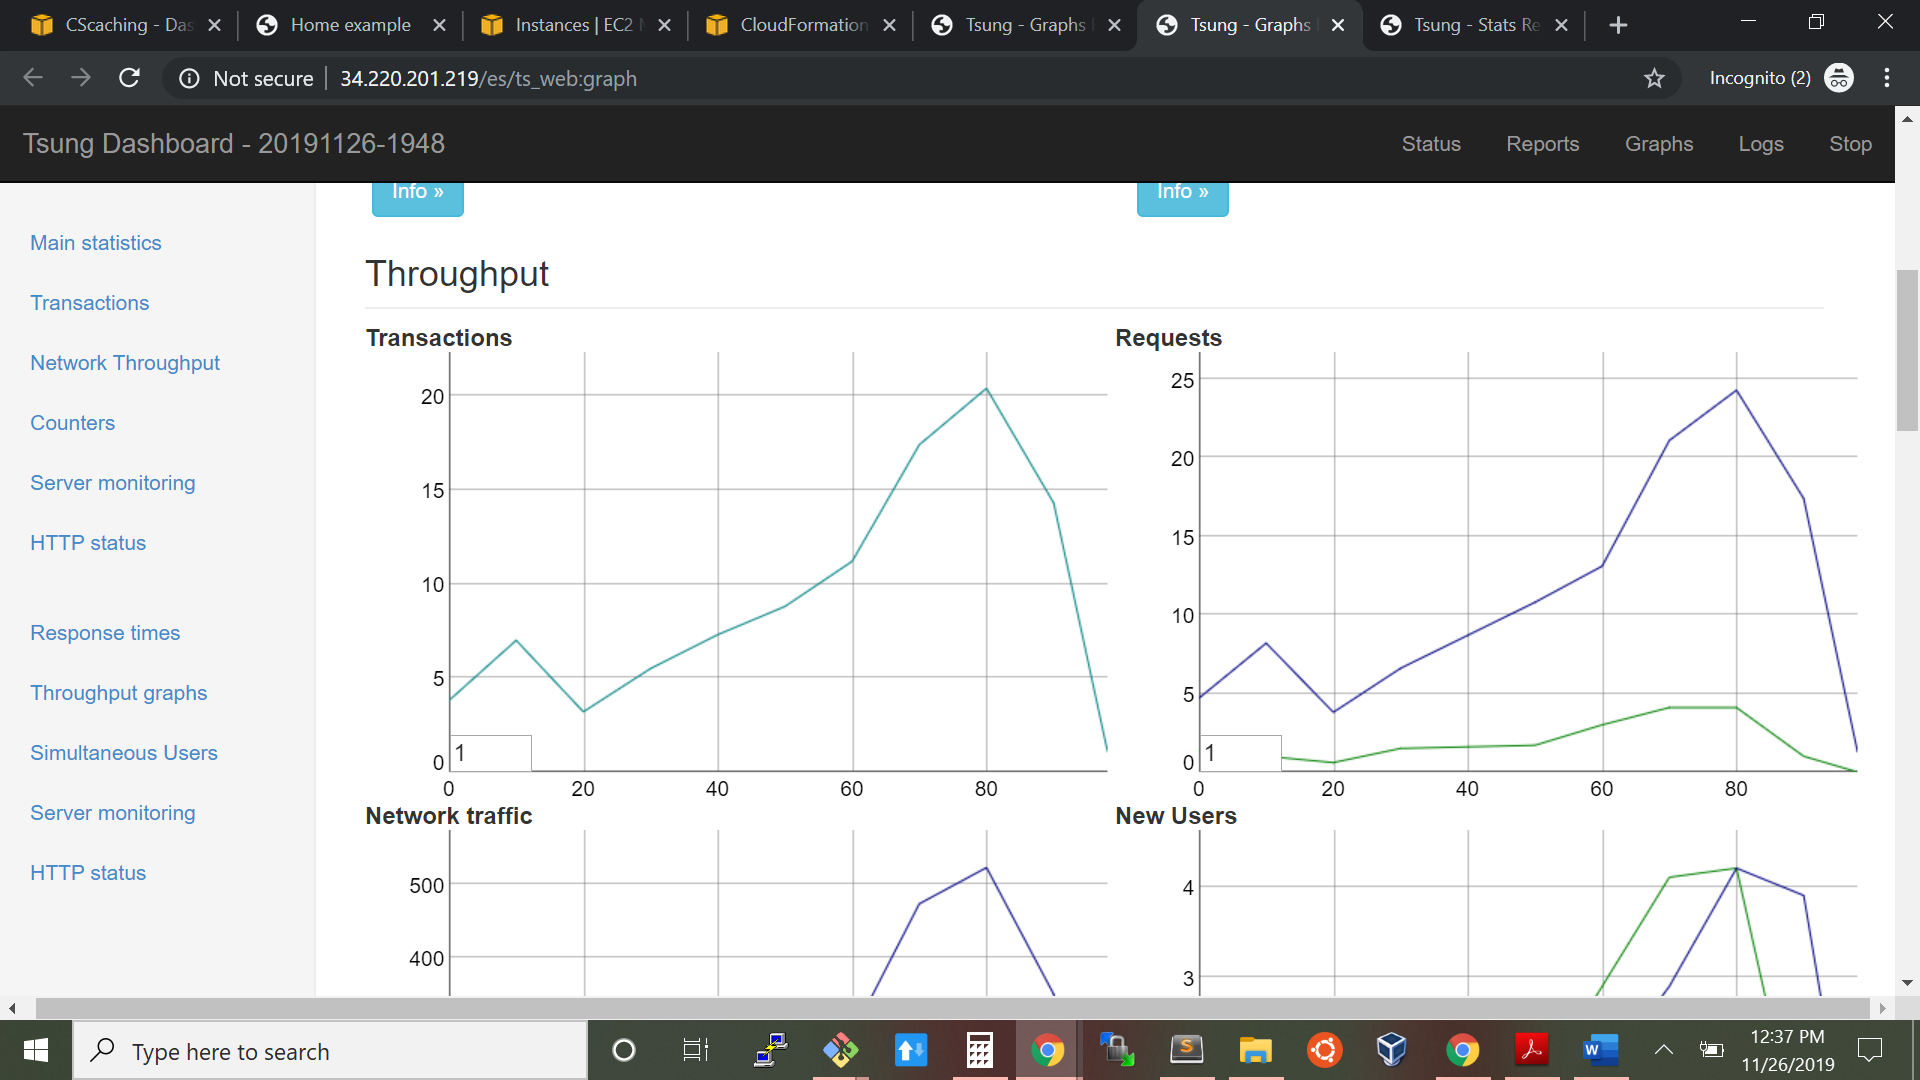 CScaching - Das
Home example
Instances | EC2 M
CloudFormation
Tsung - Graphs
Tsung - Graphs
Tsung - Stats Re
Not secure
34.220.201.219/es/ts_web:graph
Incognito (2)
Tsung Dashboard - 20191126-1948
Status
Reports
Graphs
Logs
Stop
Info »
Info »
Main statistics
Transactions
Network Throughput
Counters
Server monitoring
HTTP status
Response times
Throughput graphs
Simultaneous Users
Server monitoring
HTTP status
Throughput
Transactions
20
15
10
5
0
1
0 20 40 60 80
Requests
25
20
15
10
5
0
1
0 20 40 60 80
Network traffic
500
400
New Users
4
3
Type here to search
12:37 PM
11/26/2019